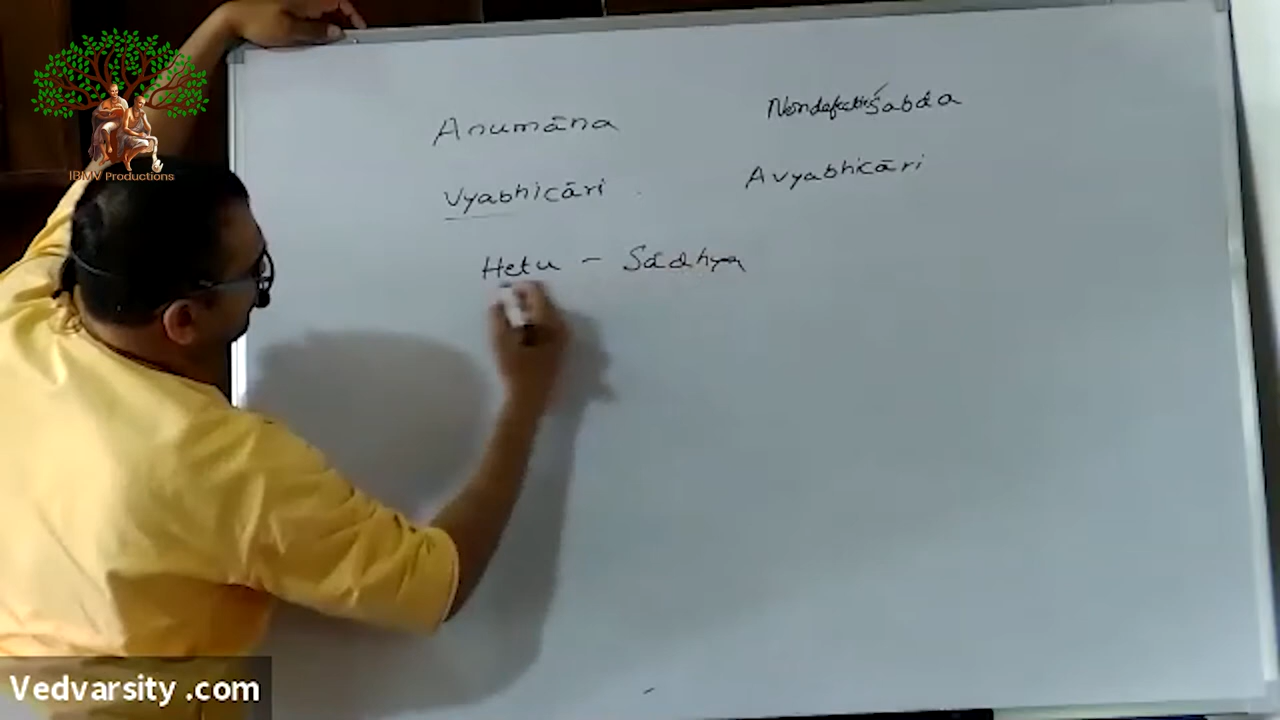 IBMV Productions
Anumāna Nondefective Śabda
Vyabhicāri Avyabhicāri
Hetu - Sādhya
Vedvarsity .com